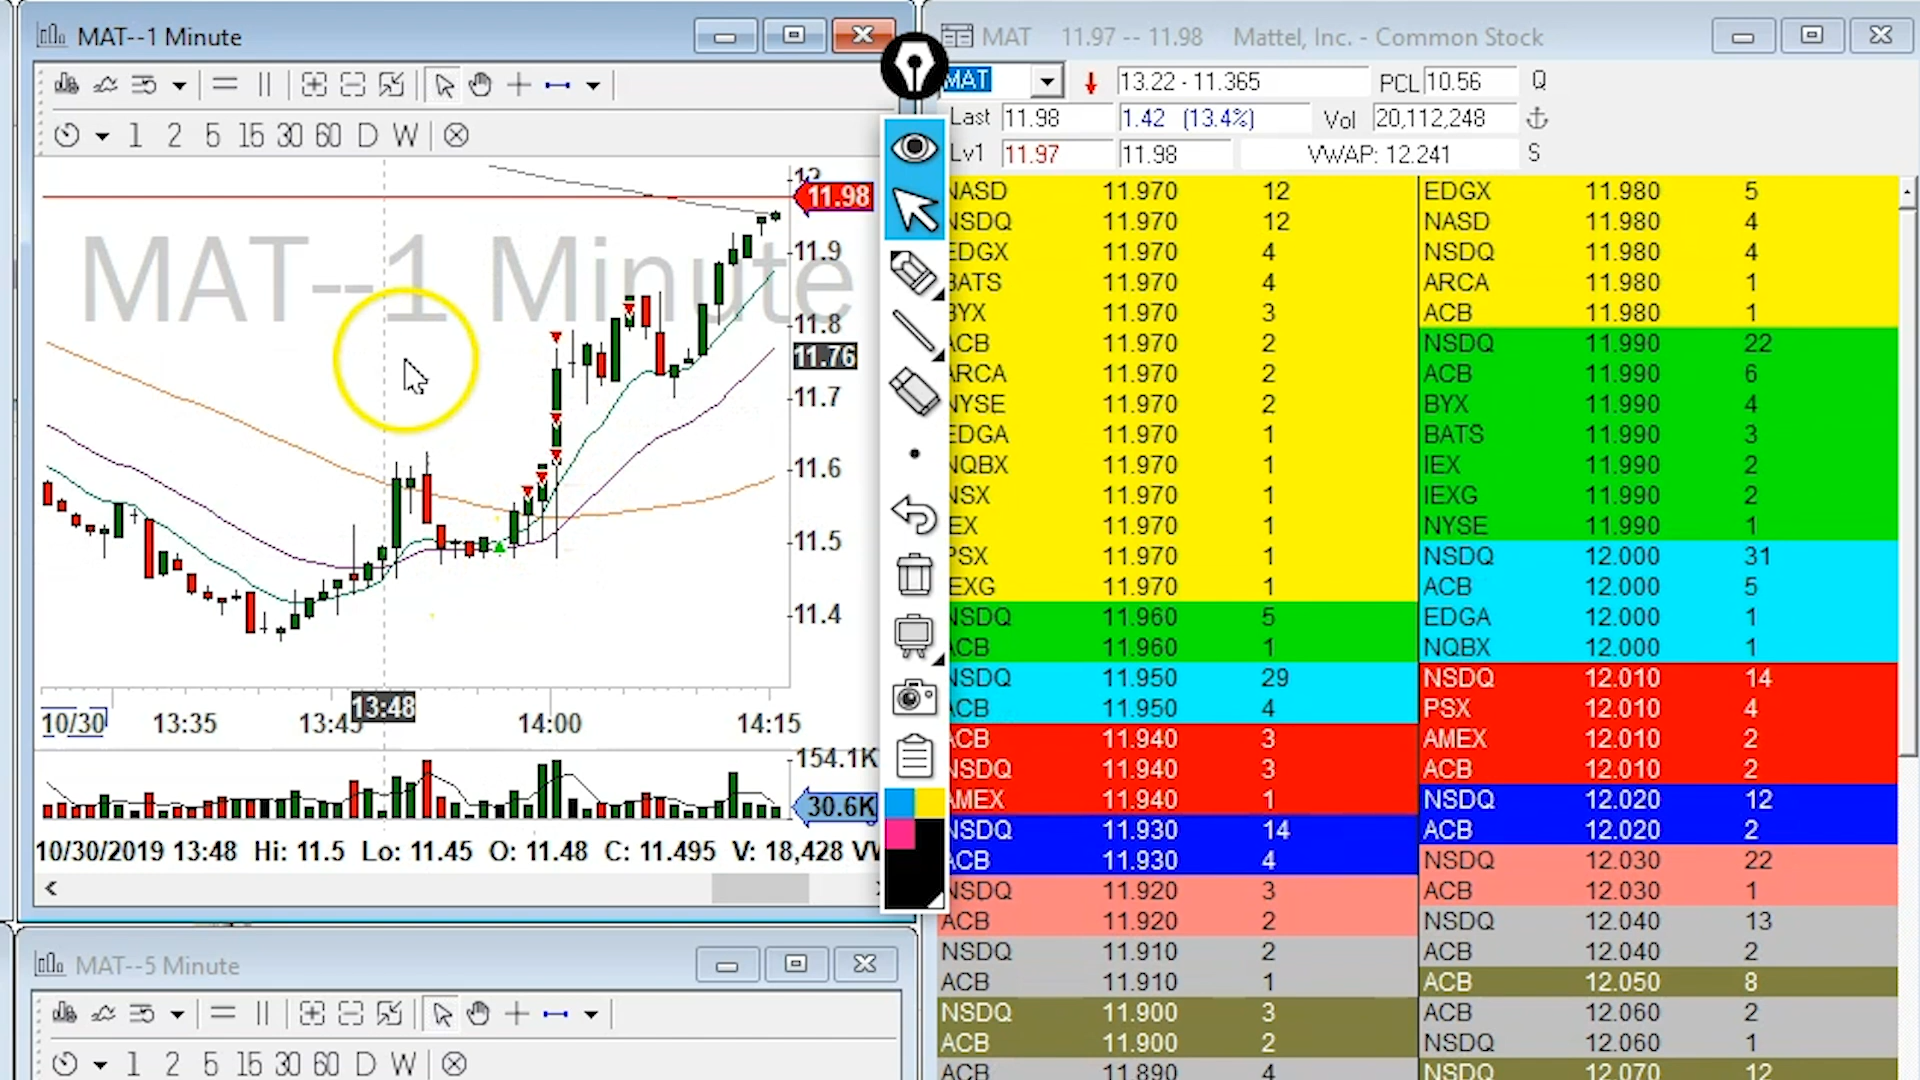 MAT--1 Minute
1 2 5 15 30 60 D W
MAT--1 Minute
12
11.98
11.9
11.8
11.76
11.7
11.6
11.5
11.4
10/30 13:35 13:45 13:48 14:00 14:15
154.1K
30.6K
10/30/2019 13:48 Hi: 11.5 Lo: 11.45 O: 11.48 C: 11.495 V: 18,428
MAT--5 Minute
1 2 5 15 30 60 D W
MAT 11.97 -- 11.98 Mattel, Inc. - Common Stock
MAT 13.22 - 11.365 PCL 10.56 Q
Last 11.98 1.42 (13.4%) Vol 20,112,248
Lv1 11.97 11.98 VWAP: 12.241 S
NASD 11.970 12 EDGX 11.980 5
NSDQ 11.970 12 NASD 11.980 4
EDGX 11.970 4 NSDQ 11.980 4
BATS 11.970 4 ARCA 11.980 1
BYX 11.970 3 ACB 11.980 1
ACB 11.970 2 NSDQ 11.990 22
ARCA 11.970 2 ACB 11.990 6
NYSE 11.970 2 BYX 11.990 4
EDGA 11.970 1 BATS 11.990 3
NQBX 11.970 1 IEX 11.990 2
NSX 11.970 1 IEXG 11.990 2
IEX 11.970 1 NYSE 11.990 1
PSX 11.970 1 NSDQ 12.000 31
IEXG 11.970 1 ACB 12.000 5
NSDQ 11.960 5 EDGA 12.000 1
ACB 11.960 1 NQBX 12.000 1
NSDQ 11.950 29 NSDQ 12.010 14
ACB 11.950 4 PSX 12.010 4
ACB 11.940 3 AMEX 12.010 2
NSDQ 11.940 3 ACB 12.010 2
AMEX 11.940 1 NSDQ 12.020 12
NSDQ 11.930 14 ACB 12.020 2
ACB 11.930 4 NSDQ 12.030 22
NSDQ 11.920 3 ACB 12.030 1
ACB 11.920 2 NSDQ 12.040 13
NSDQ 11.910 2 ACB 12.040 2
ACB 11.910 1 ACB 12.050 8
NSDQ 11.900 3 ACB 12.060 2
ACB 11.900 2 NSDQ 12.060 1
ACB 11.890 4 NSDQ 12.070 12